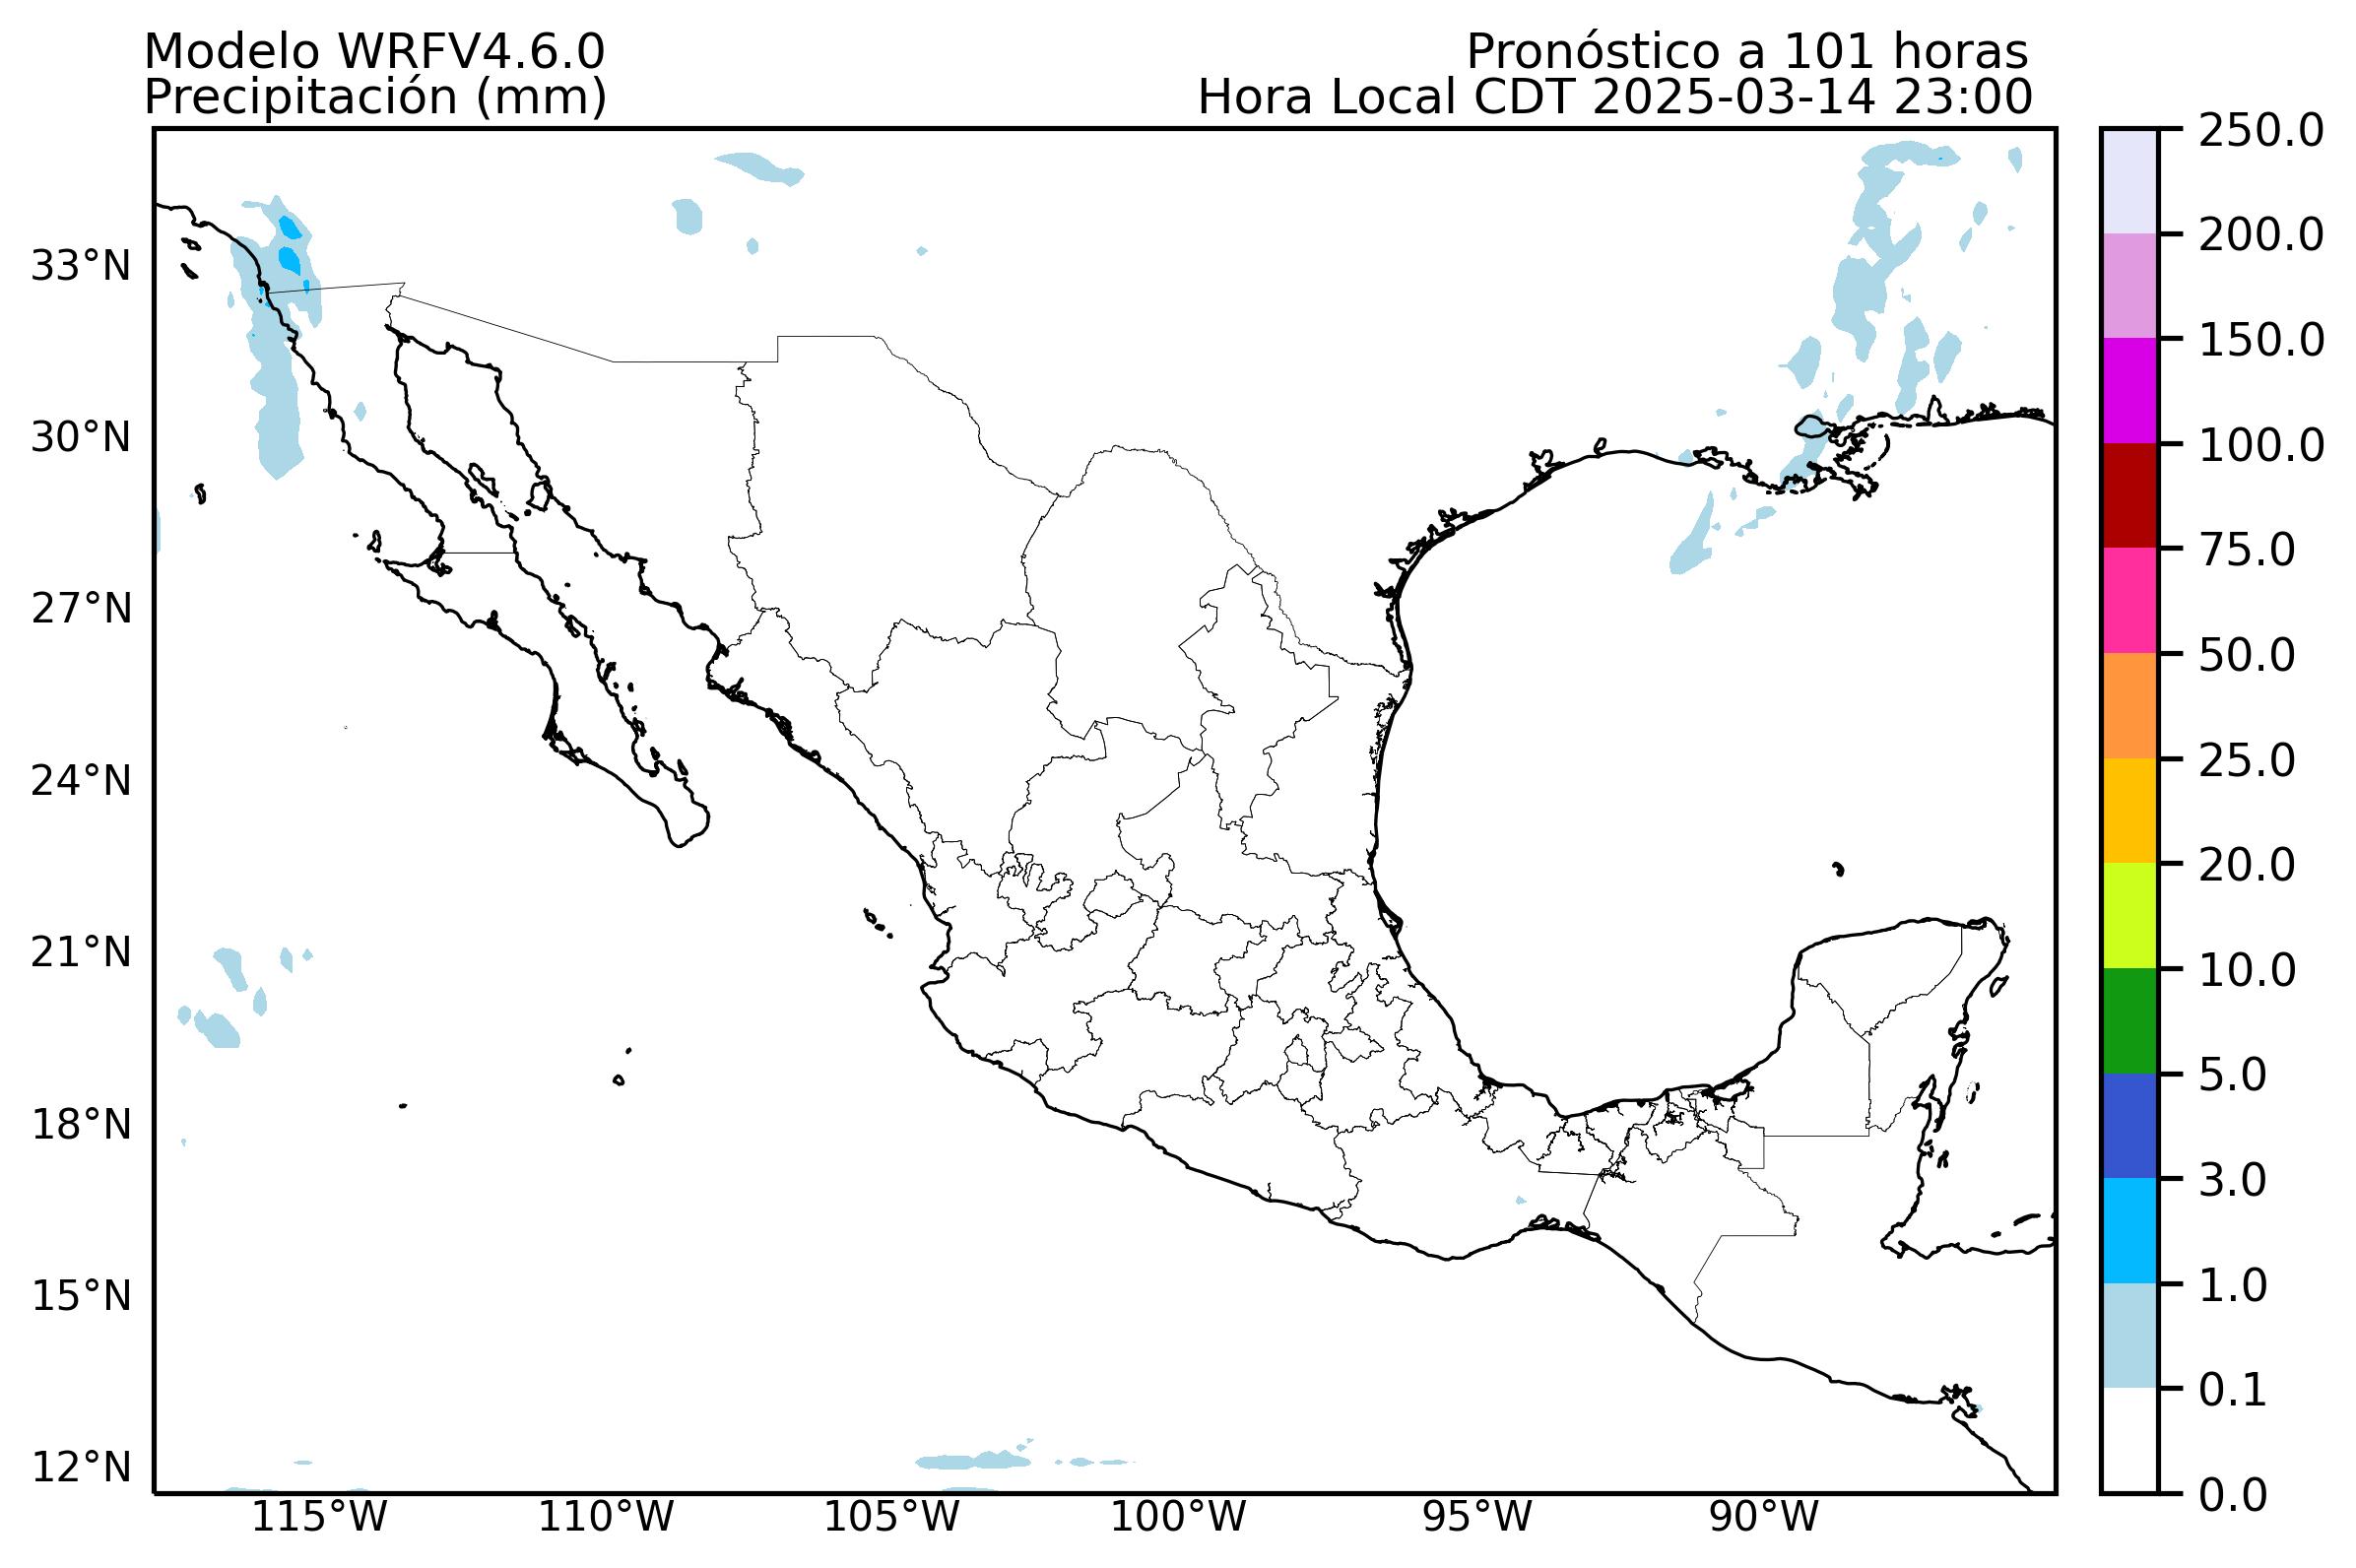 Modelo WRFV4.6.0
Precipitación (mm)
Pronóstico a 101 horas
Hora Local CDT 2025-03-14 23:00
33°N
30°N
27°N
24°N
21°N
18°N
15°N
12°N
115°W
110°W
105°W
100°W
95°W
90°W
250.0
200.0
150.0
100.0
75.0
50.0
25.0
20.0
10.0
5.0
3.0
1.0
0.1
0.0